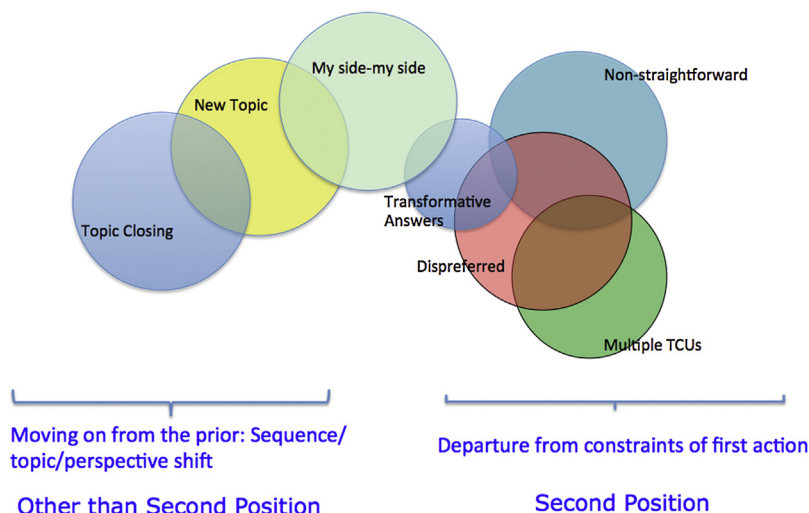 My side-my side
Non-straightforward
New Topic
Transformative
Answers
Topic Closing
Dispreferred
Multiple TCUs
Moving on from the prior: Sequence/
topic/perspective shift
Departure from constraints of first action
Other than Second Position
Second Position